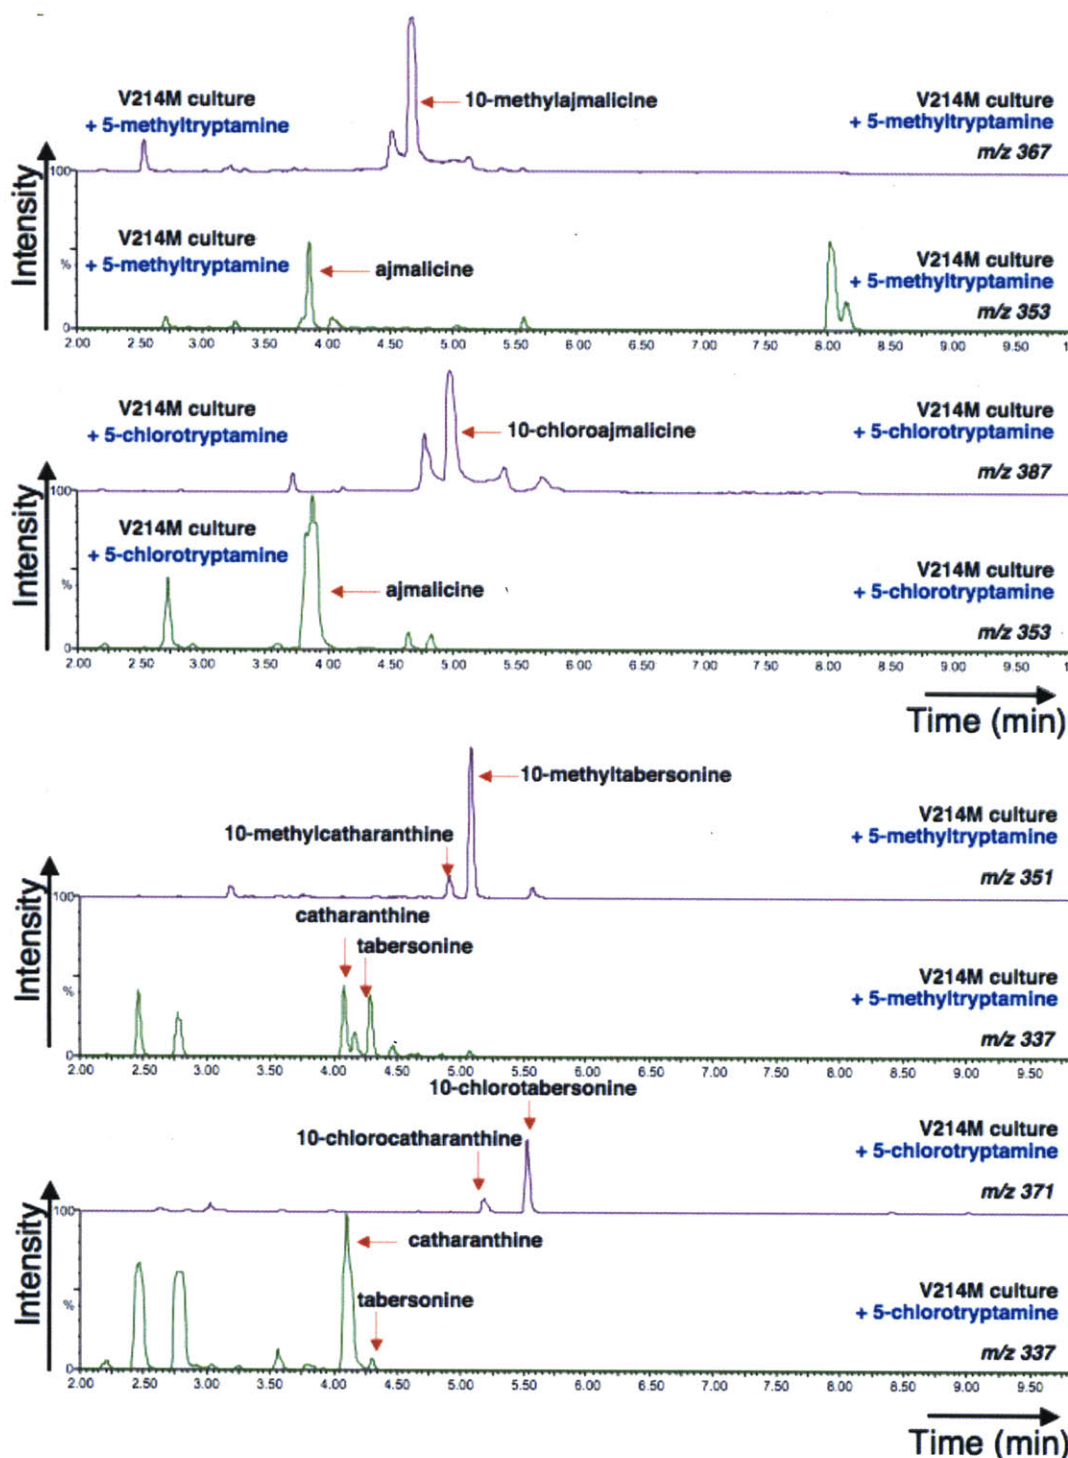 10-methylajmalicine
V214M culture
+ 5-methyltryptamine
V214M culture
+ 5-methyltryptamine
m/z 367
100
Intensity
V214M culture
+ 5-methyltryptamine
ajmalicine
V214M culture
+ 5-methyltryptamine
m/z 353
%
0
2.00 2.50 3.00 3.50 4.00 4.50 5.00 5.50 6.00 6.50 7.00 7.50 8.00 8.50 9.00 9.50
V214M culture
+ 5-chlorotryptamine
10-chloroajmalicine
V214M culture
+ 5-chlorotryptamine
m/z 387
100
Intensity
V214M culture
+ 5-chlorotryptamine
ajmalicine
V214M culture
+ 5-chlorotryptamine
m/z 353
%
0
2.00 2.50 3.00 3.50 4.00 4.50 5.00 5.50 6.00 6.50 7.00 7.50 8.00 8.50 9.00 9.50
Time (min)
10-methyltabersonine
10-methylcatharanthine
V214M culture
+ 5-methyltryptamine
m/z 351
100
Intensity
catharanthine
tabersonine
V214M culture
+ 5-methyltryptamine
m/z 337
%
0
2.00 2.50 3.00 3.50 4.00 4.50 5.00 5.50 6.00 6.50 7.00 7.50 8.00 8.50 9.00 9.50
10-chlorotabersonine
10-chlorocatharanthine
V214M culture
+ 5-chlorotryptamine
m/z 371
100
Intensity
catharanthine
tabersonine
V214M culture
+ 5-chlorotryptamine
m/z 337
%
0
2.00 2.50 3.00 3.50 4.00 4.50 5.00 5.50 6.00 6.50 7.00 7.50 8.00 8.50 9.00 9.50
Time (min)